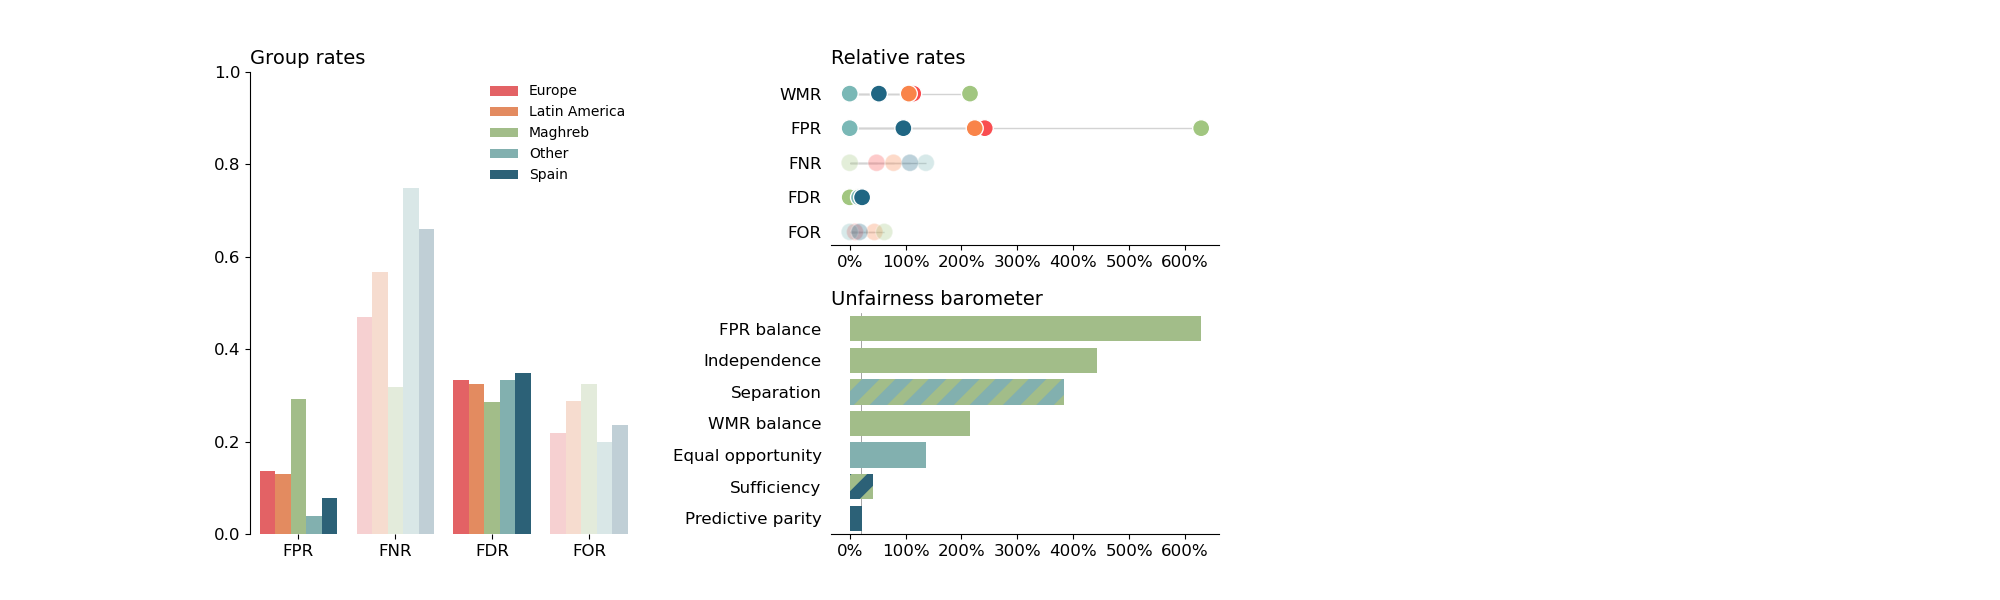 Group rates
1.0
0.8
0.6
0.4
0.2
0.0
Europe
Latin America
Maghreb
Other
Spain
FPR FNR FDR FOR
Relative rates
WMR
FPR
FNR
FDR
FOR
0% 100% 200% 300% 400% 500% 600%
Unfairness barometer
FPR balance
Independence
Separation
WMR balance
Equal opportunity
Sufficiency
Predictive parity
0% 100% 200% 300% 400% 500% 600%